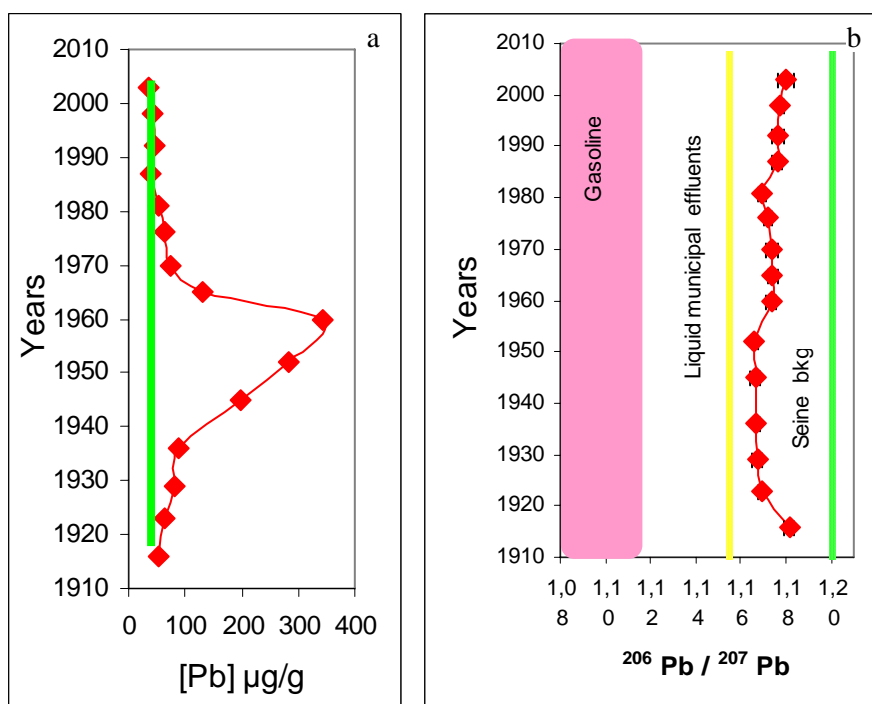 a
2010
2000
1990
1980
1970
1960
1950
1940
1930
1920
1910
Years
0 100 200 300 400
[Pb] µg/g
b
2010
2000
1990
1980
1970
1960
1950
1940
1930
1920
1910
Years
Gasoline
Liquid municipal effluents
Seine bkg
1,0 1,1 1,1 1,1 1,1 1,1 1,2
8 0 2 4 6 8 0
206 Pb / 207 Pb